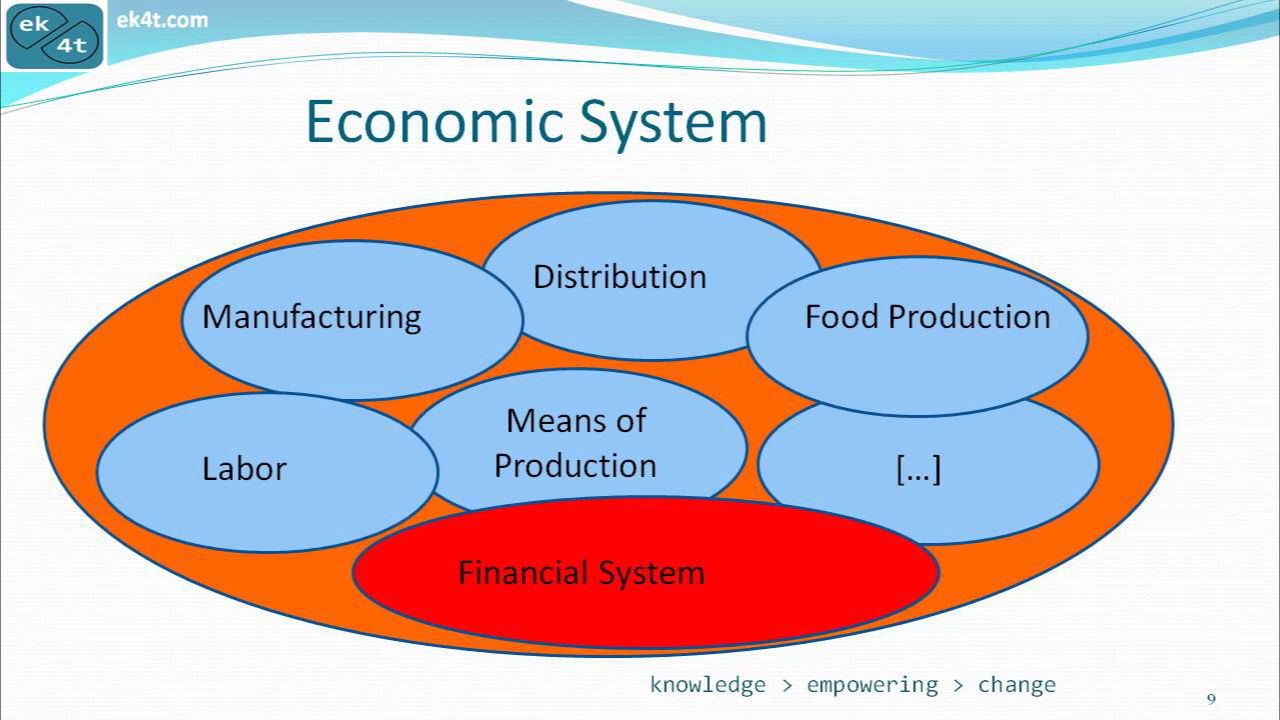 ek
4t
ek4t.com
Economic System
Distribution
Manufacturing
Food Production
Means of
Production
Labor
[...]
Financial System
knowledge > empowering > change
9